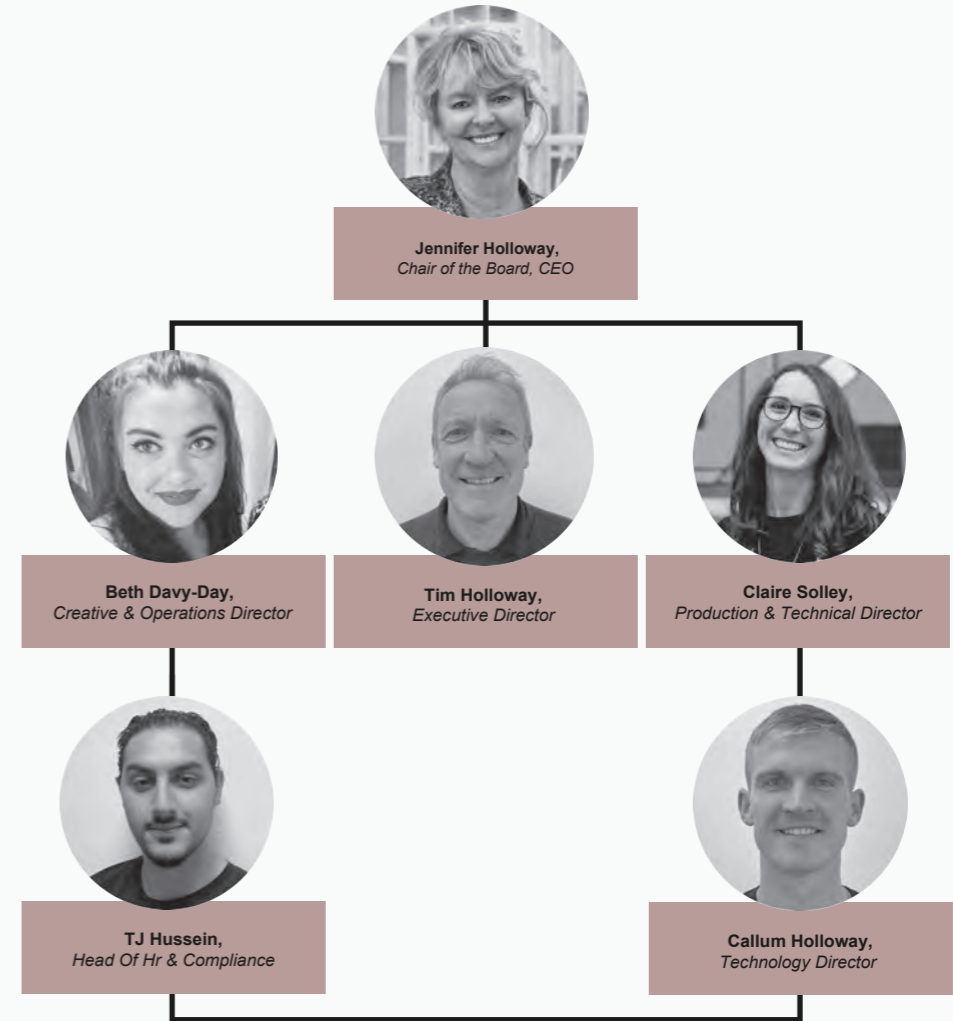 Jennifer Holloway,
Chair of the Board, CEO
Beth Davy-Day,
Creative & Operations Director
Tim Holloway,
Executive Director
Claire Solley,
Production & Technical Director
TJ Hussein,
Head Of Hr & Compliance
Callum Holloway,
Technology Director